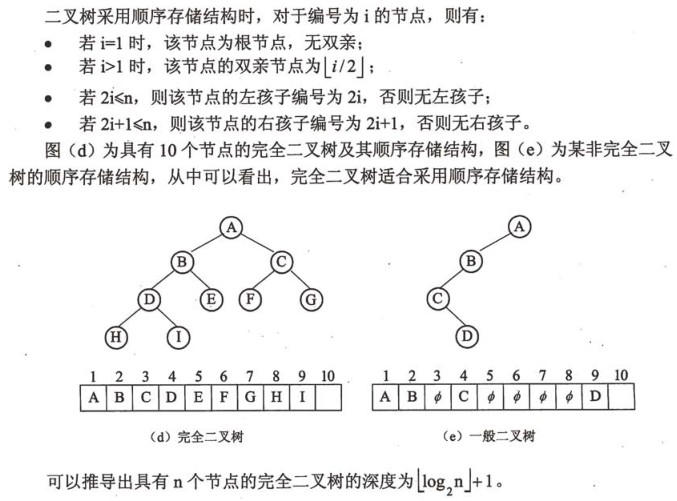 二叉树采用顺序存储结构时，对于编号为 i 的节点，则有：
• 若 i=1 时，该节点为根节点，无双亲；
• 若 i>1 时，该节点的双亲节点为⌊i/2⌋；
• 若 2i≤n，则该节点的左孩子编号为 2i，否则无左孩子；
• 若 2i+1≤n，则该节点的右孩子编号为 2i+1，否则无右孩子。
图（d）为具有 10 个节点的完全二叉树及其顺序存储结构，图（e）为某非完全二叉
树的顺序存储结构，从中可以看出，完全二叉树适合采用顺序存储结构。
A
B C
D E F G
H I
1 2 3 4 5 6 7 8 9 10
A B C D E F G H I
（d）完全二叉树
A
B
C
D
1 2 3 4 5 6 7 8 9 10
A B ϕ C ϕ ϕ ϕ ϕ D
（e）一般二叉树
可以推导出具有 n 个节点的完全二叉树的深度为⌊log₂n⌋+1。